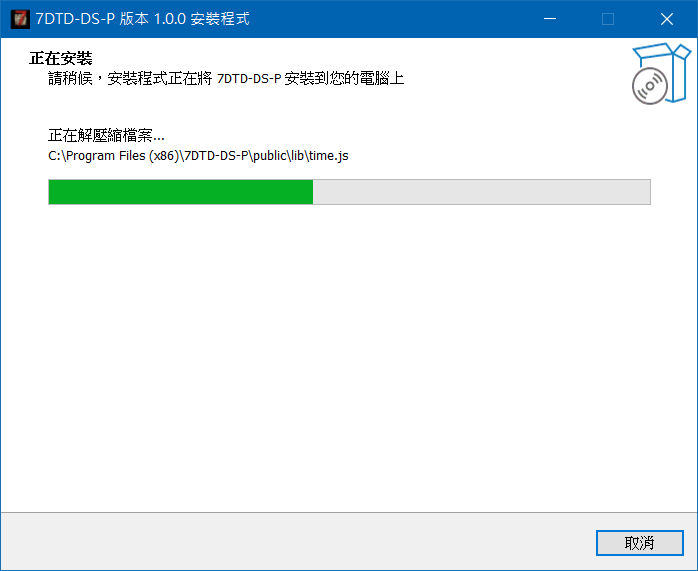 7DTD-DS-P 版本 1.0.0 安裝程式
正在安裝
請稍候，安裝程式正在將 7DTD-DS-P 安裝到您的電腦上
正在解壓縮檔案...
C:\Program Files (x86)\7DTD-DS-P\public\lib\time.js
取消